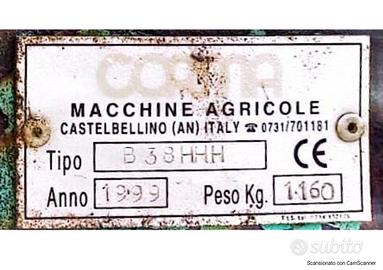 MACCHINE AGRICOLE
CASTELBELLINO (AN) ITALY ☎ 0731/701181
Tipo B38HHH CE
Anno 1999 Peso Kg. 1160
subito
Scansionato con CamScanner